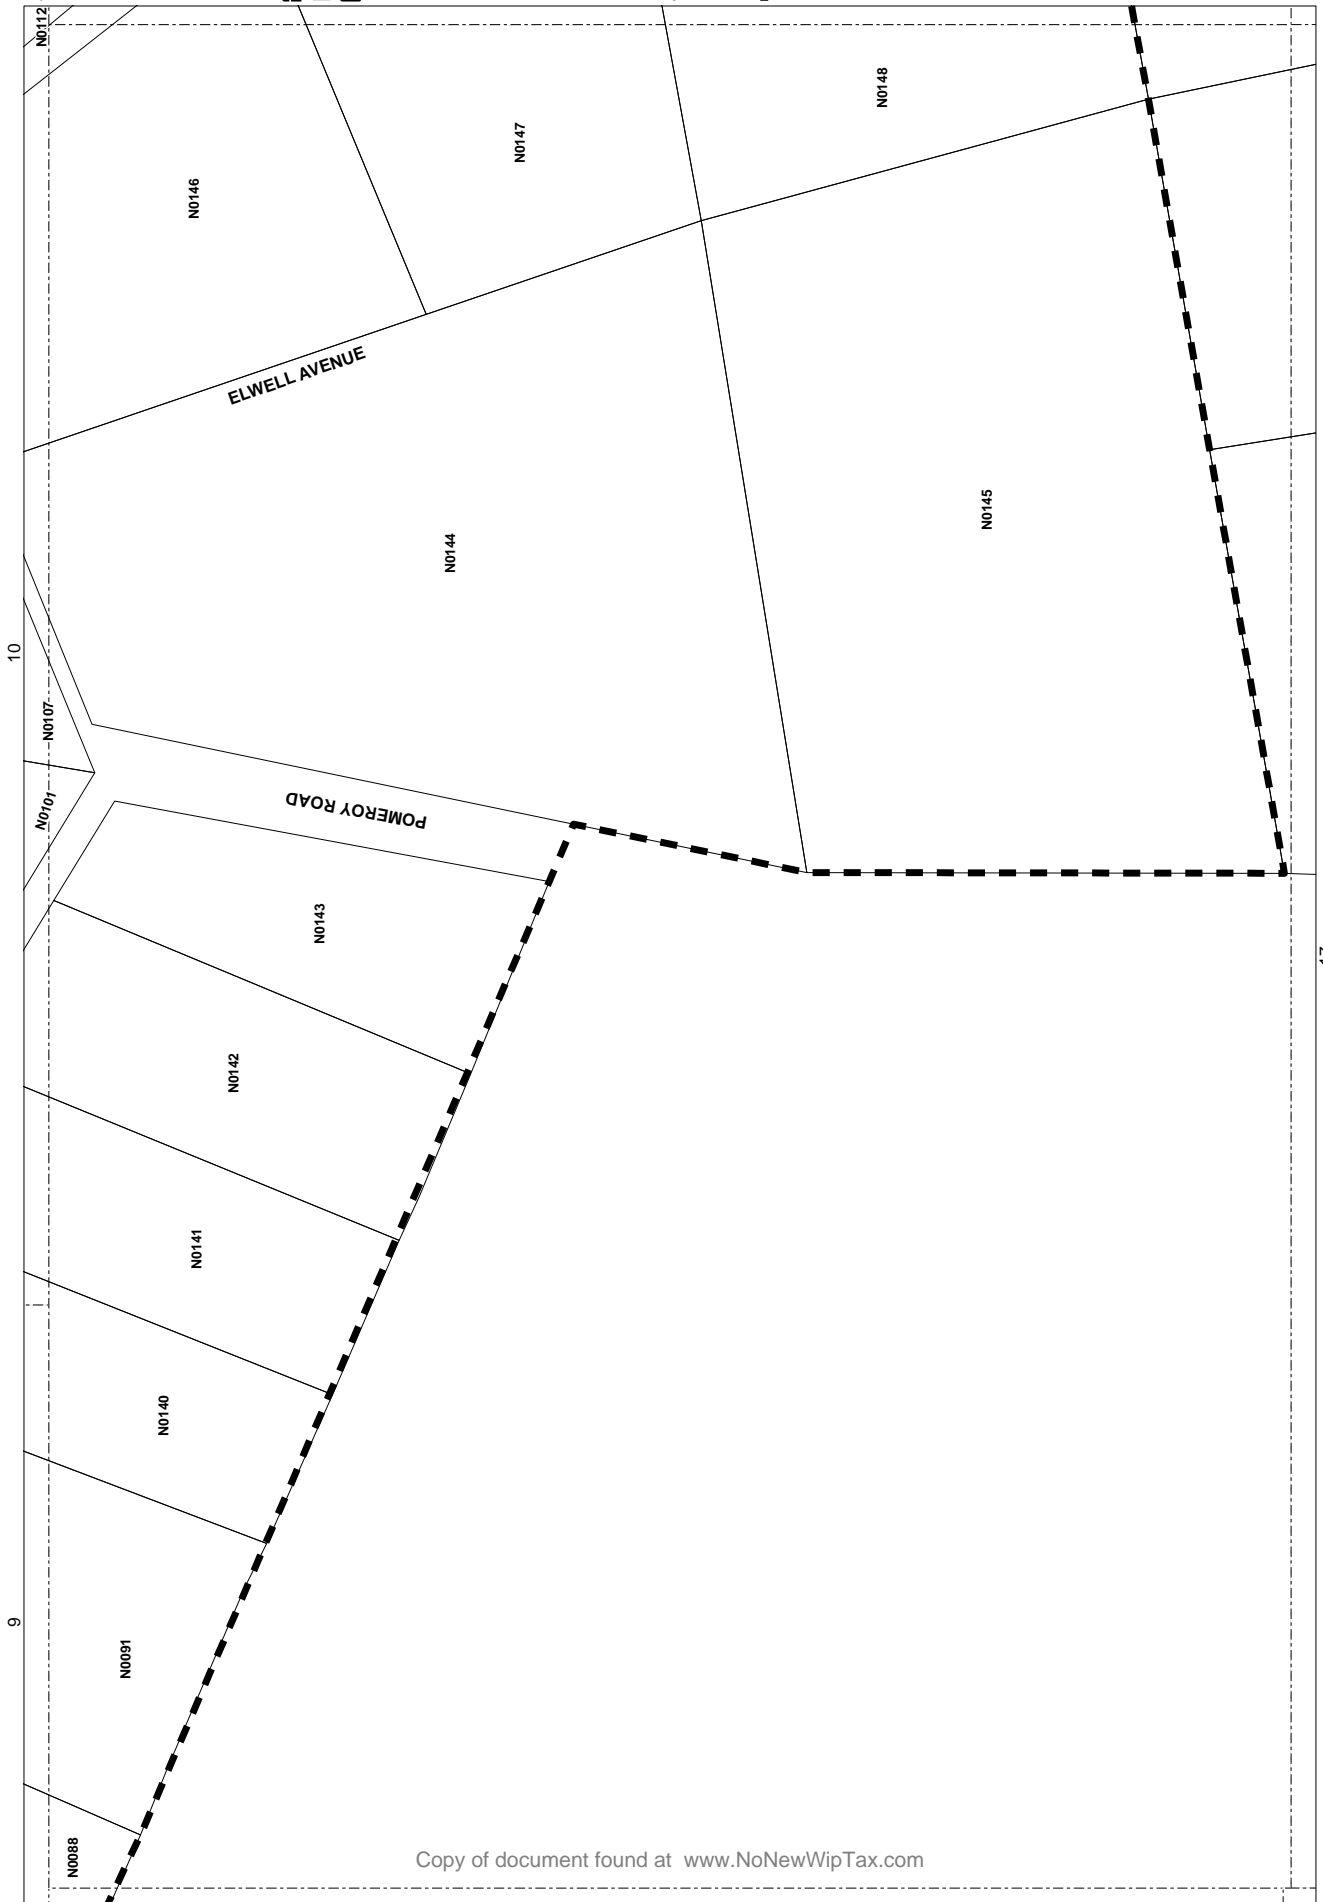 N0112
N0146
N0147
N0148
ELWELL AVENUE
N0144
N0145
10
N0107
N0101
POMEROY ROAD
N0143
N0142
N0141
N0140
9
N0091
N0088
Copy of document found at www.NoNewWipTax.com